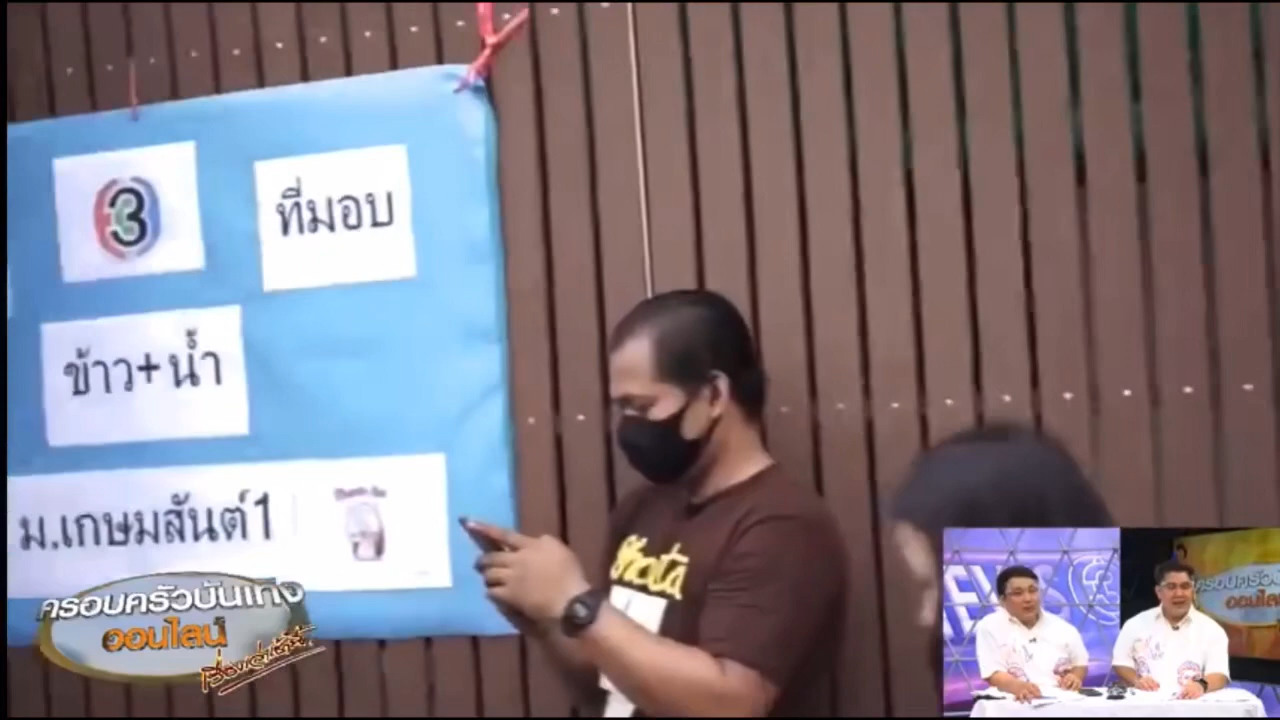 3
ที่มอบ
ข้าว+น้ำ
ม.เกษมสันต์1
ครอบครัวบันเทิง
ออนไลน์